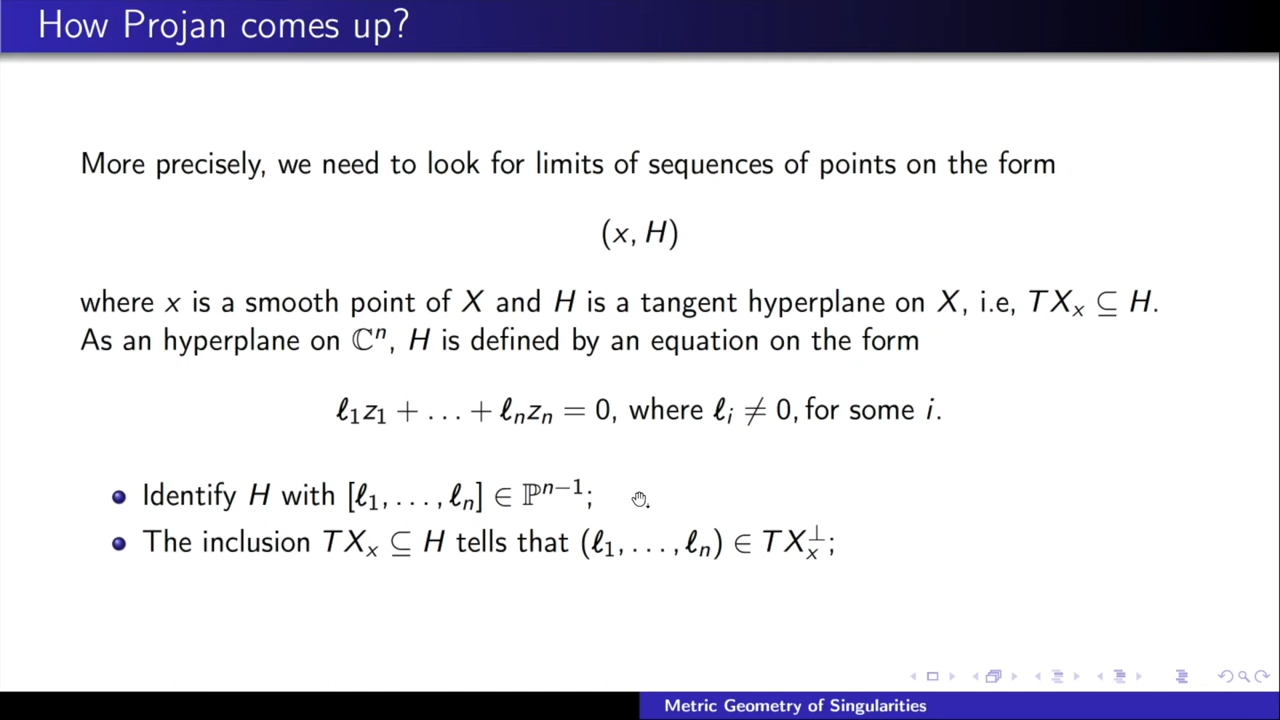 How Projan comes up?
More precisely, we need to look for limits of sequences of points on the form
(x, H)
where x is a smooth point of X and H is a tangent hyperplane on X, i.e, TXₓ ⊆ H.
As an hyperplane on ℂⁿ, H is defined by an equation on the form
ℓ₁z₁ + … + ℓₙzₙ = 0, where ℓᵢ ≠ 0, for some i.
Identify H with [ℓ₁, …, ℓₙ] ∈ ℙⁿ⁻¹;
The inclusion TXₓ ⊆ H tells that (ℓ₁, …, ℓₙ) ∈ TXₓ^⊥;
Metric Geometry of Singularities